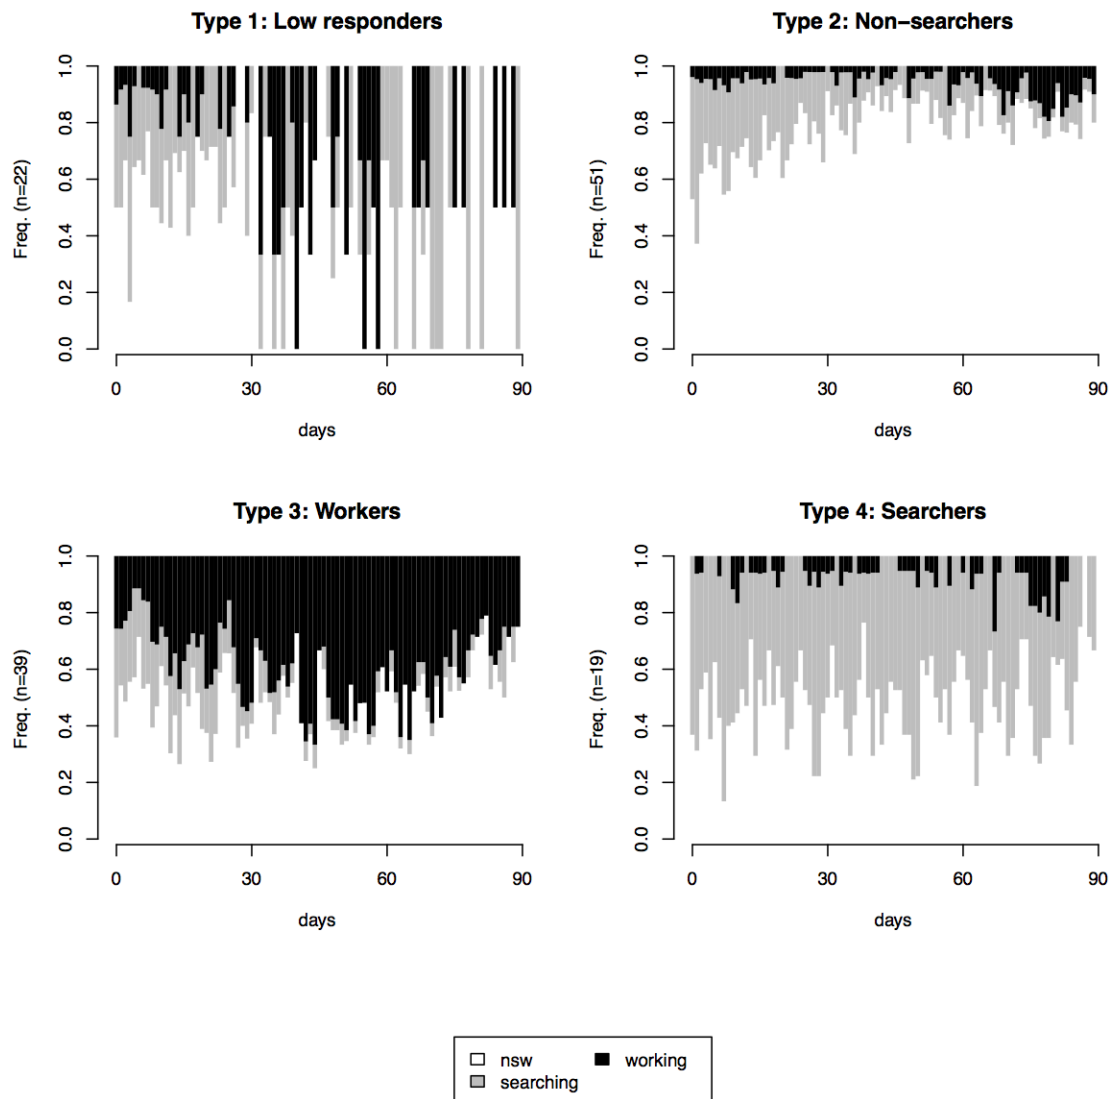 Type 1: Low responders
Freq. (n=22)
0.0 0.2 0.4 0.6 0.8 1.0
0 30 60 90
days
Type 2: Non−searchers
Freq. (n=51)
0.0 0.2 0.4 0.6 0.8 1.0
0 30 60 90
days
Type 3: Workers
Freq. (n=39)
0.0 0.2 0.4 0.6 0.8 1.0
0 30 60 90
days
Type 4: Searchers
Freq. (n=19)
0.0 0.2 0.4 0.6 0.8 1.0
0 30 60 90
days
nsw working
searching